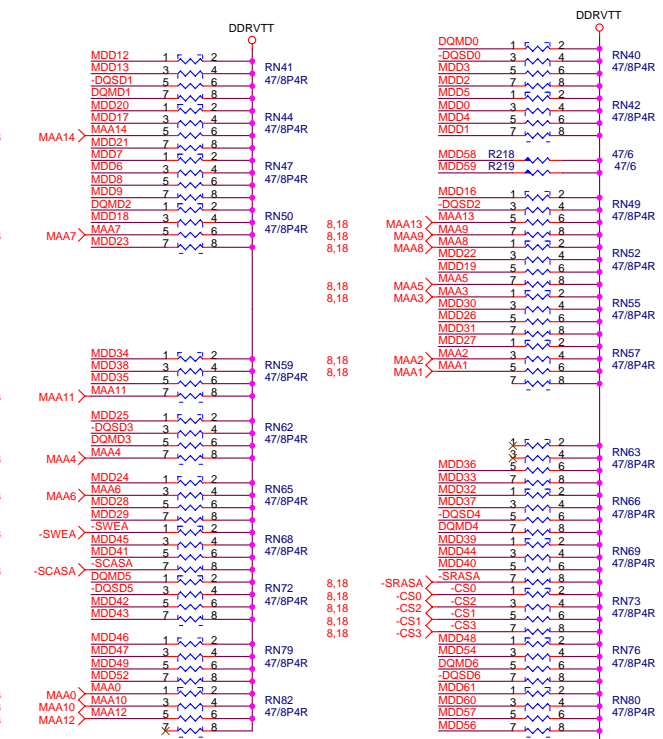 DDRVTT
MDD12 1 2
MDD13 3 4 RN41
-DQSD1 5 6 47/8P4R
DQMD1 7 8
MDD20 1 2
MDD17 3 4 RN44
MAA14 MAA14 5 6 47/8P4R
MDD21 7 8
MDD7 1 2
MDD6 3 4 RN47
MDD8 5 6 47/8P4R
MDD9 7 8
DQMD2 1 2
MDD18 3 4 RN50
MAA7 MAA7 5 6 47/8P4R
MDD23 7 8
MDD34 1 2
MDD38 3 4 RN59
MDD35 5 6 47/8P4R
MAA11 MAA11 7 8
MDD25 1 2
-DQSD3 3 4 RN62
DQMD3 5 6 47/8P4R
MAA4 MAA4 7 8
MDD24 1 2
MAA6 MAA6 3 4 RN65
MDD28 5 6 47/8P4R
MDD29 7 8
-SWEA -SWEA 1 2
MDD45 3 4 RN68
MDD41 5 6 47/8P4R
-SCASA -SCASA 7 8
DQMD5 1 2
-DQSD5 3 4 RN72
MDD42 5 6 47/8P4R
MDD43 7 8
MDD46 1 2
MDD47 3 4 RN79
MDD49 5 6 47/8P4R
MDD52 7 8
MAA0 MAA0 1 2
MAA10 MAA10 3 4 RN82
MAA12 MAA12 5 6 47/8P4R
7 8
DDRVTT
DQMD0 1 2
-DQSD0 3 4 RN40
MDD3 5 6 47/8P4R
MDD2 7 8
MDD5 1 2
MDD0 3 4 RN42
MDD4 5 6 47/8P4R
MDD1 7 8
MDD58 R218 47/6
MDD59 R219 47/6
MDD16 1 2
-DQSD2 3 4 RN49
8,18 MAA13 MAA13 5 6 47/8P4R
8,18 MAA9 MAA9 7 8
8,18 MAA8 MAA8 1 2
MDD22 3 4 RN52
MDD19 5 6 47/8P4R
8,18 MAA5 MAA5 7 8
8,18 MAA3 MAA3 1 2
MDD30 3 4 RN55
MDD26 5 6 47/8P4R
MDD31 7 8
MDD27 1 2
8,18 MAA2 MAA2 3 4 RN57
8,18 MAA1 MAA1 5 6 47/8P4R
7 8
1 2
3 4 RN63
MDD36 5 6 47/8P4R
MDD33 7 8
MDD32 1 2
MDD37 3 4 RN66
-DQSD4 5 6 47/8P4R
DQMD4 7 8
MDD39 1 2
MDD44 3 4 RN69
MDD40 5 6 47/8P4R
8,18 -SRASA -SRASA 7 8
8,18 -CS0 -CS0 1 2
8,18 -CS2 -CS2 3 4 RN73
8,18 -CS1 -CS1 5 6 47/8P4R
8,18 -CS3 -CS3 7 8
MDD48 1 2
MDD54 3 4 RN76
DQMD6 5 6 47/8P4R
-DQSD6 7 8
MDD61 1 2
MDD60 3 4 RN80
MDD57 5 6 47/8P4R
MDD56 7 8